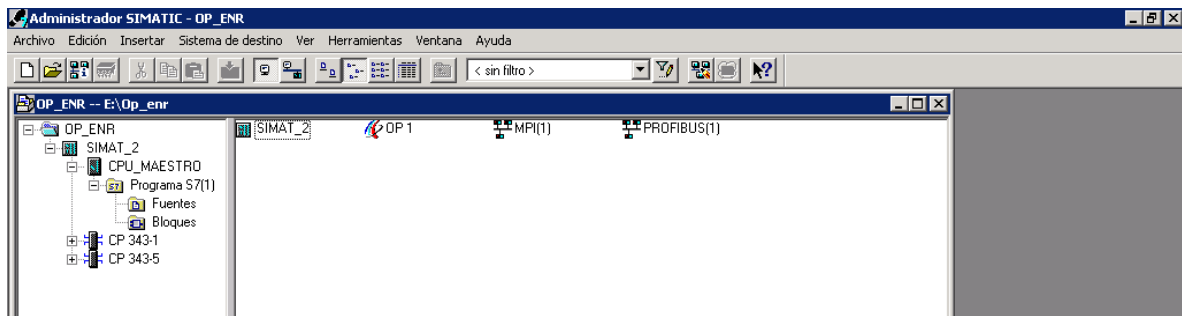 Administrador SIMATIC - OP_ENR
Archivo Edición Insertar Sistema de destino Ver Herramientas Ventana Ayuda
< sin filtro >
OP_ENR -- E:\Op_enr
OP_ENR
SIMAT_2
CPU_MAESTRO
S7 Programa S7(1)
Fuentes
Bloques
CP 343-1
CP 343-5
SIMAT_2 OP 1 MPI(1) PROFIBUS(1)